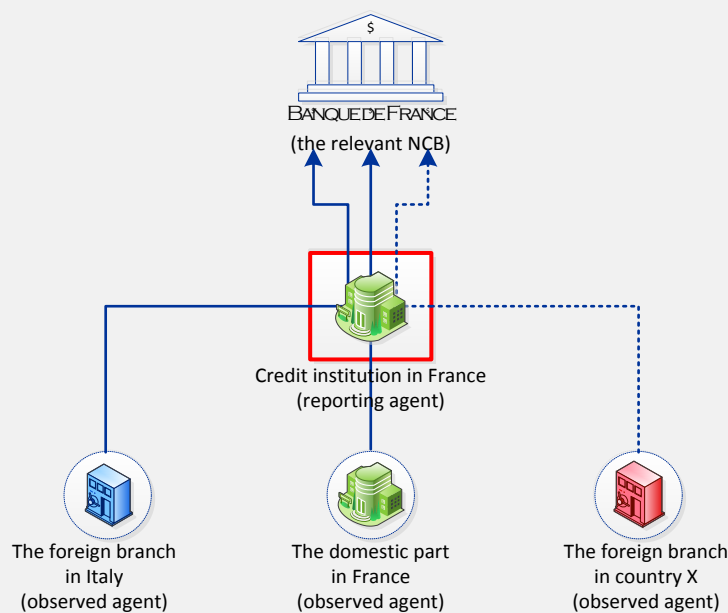 $
BANQUE DE FRANCE
(the relevant NCB)
Credit institution in France
(reporting agent)
The foreign branch
in Italy
(observed agent)
The domestic part
in France
(observed agent)
The foreign branch
in country X
(observed agent)